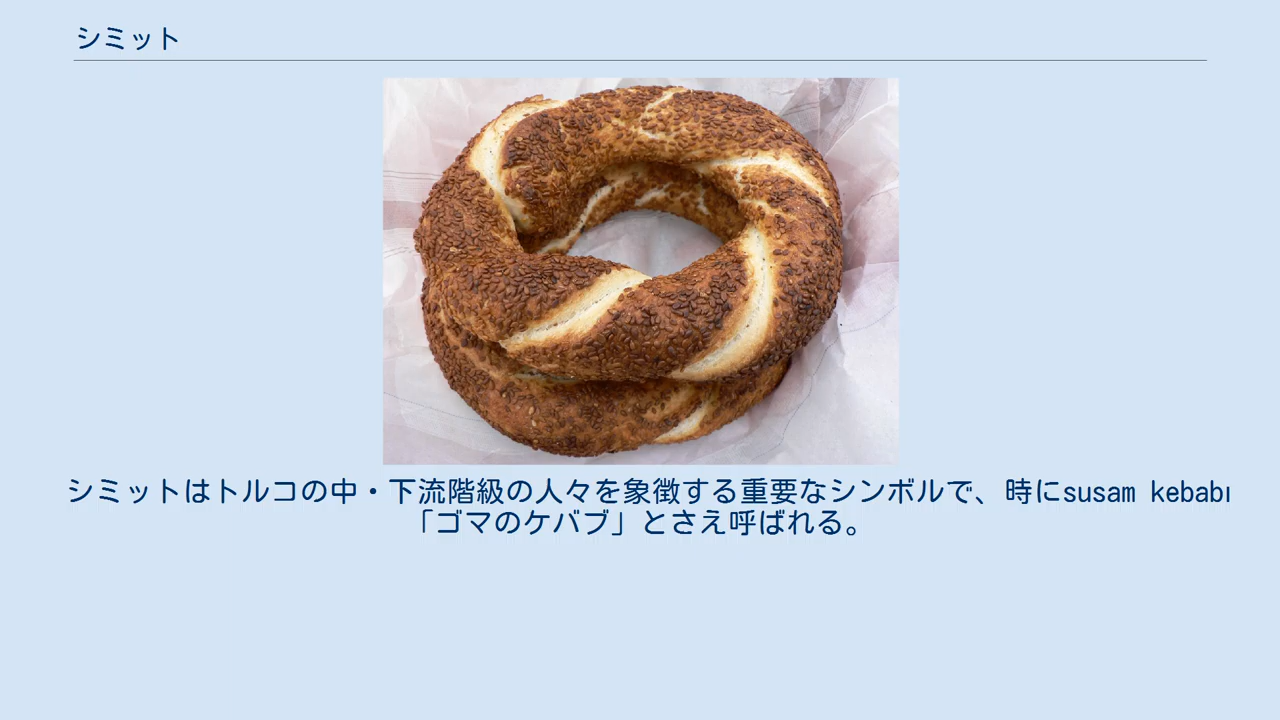 シミット
シミットはトルコの中・下流階級の人々を象徴する重要なシンボルで、時にsusam kebabı
「ゴマのケバブ」とさえ呼ばれる。